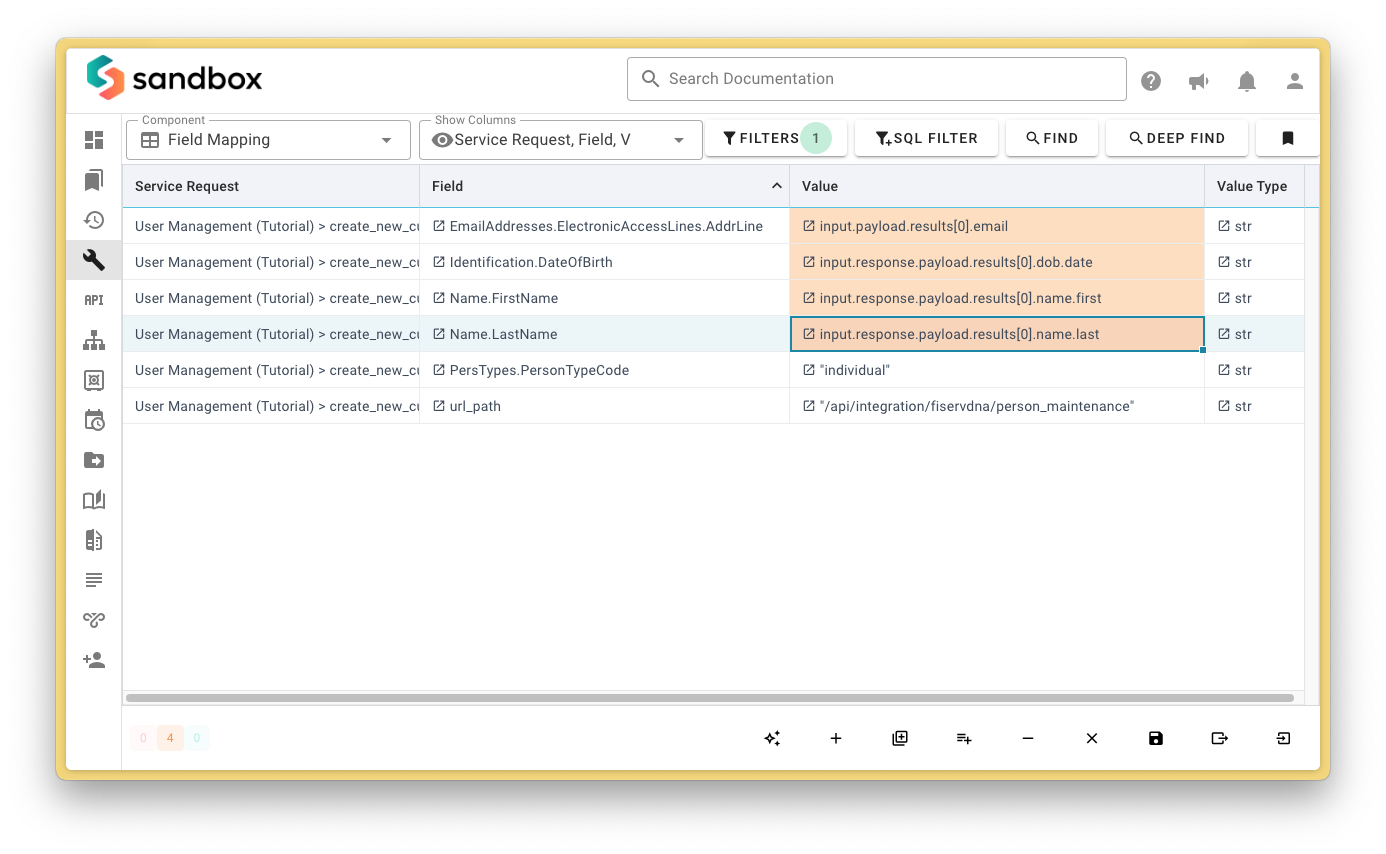 sandbox
Search Documentation
Component
Field Mapping
Show Columns
Service Request, Field, V
FILTERS 1
SQL FILTER
FIND
DEEP FIND
API
Service Request Field Value Value Type
User Management (Tutorial) > create_new_cu EmailAddresses.ElectronicAccessLines.AddrLine input.payload.results[0].email str
User Management (Tutorial) > create_new_cu Identification.DateOfBirth input.response.payload.results[0].dob.date str
User Management (Tutorial) > create_new_cu Name.FirstName input.response.payload.results[0].name.first str
User Management (Tutorial) > create_new_cu Name.LastName input.response.payload.results[0].name.last str
User Management (Tutorial) > create_new_cu PersTypes.PersonTypeCode "individual" str
User Management (Tutorial) > create_new_cu url_path "/api/integration/fiservdna/person_maintenance" str
0 4 0